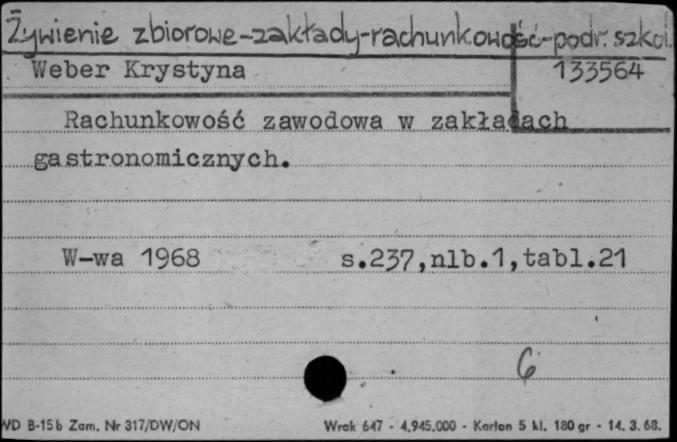 Żywienie zbiorowe-zakłady-rachunkowość-podr. szkol.
Weber Krystyna
133564
Rachunkowość zawodowa w zakładach
gastronomicznych.
W-wa 1968 s.237,nlb.1,tabl.21
6
WD B-15b Zam. Nr 317/DW/ON Wrak 647 - 4,945.000 - Karton 5 kl. 180 gr - 14. 3. 68.